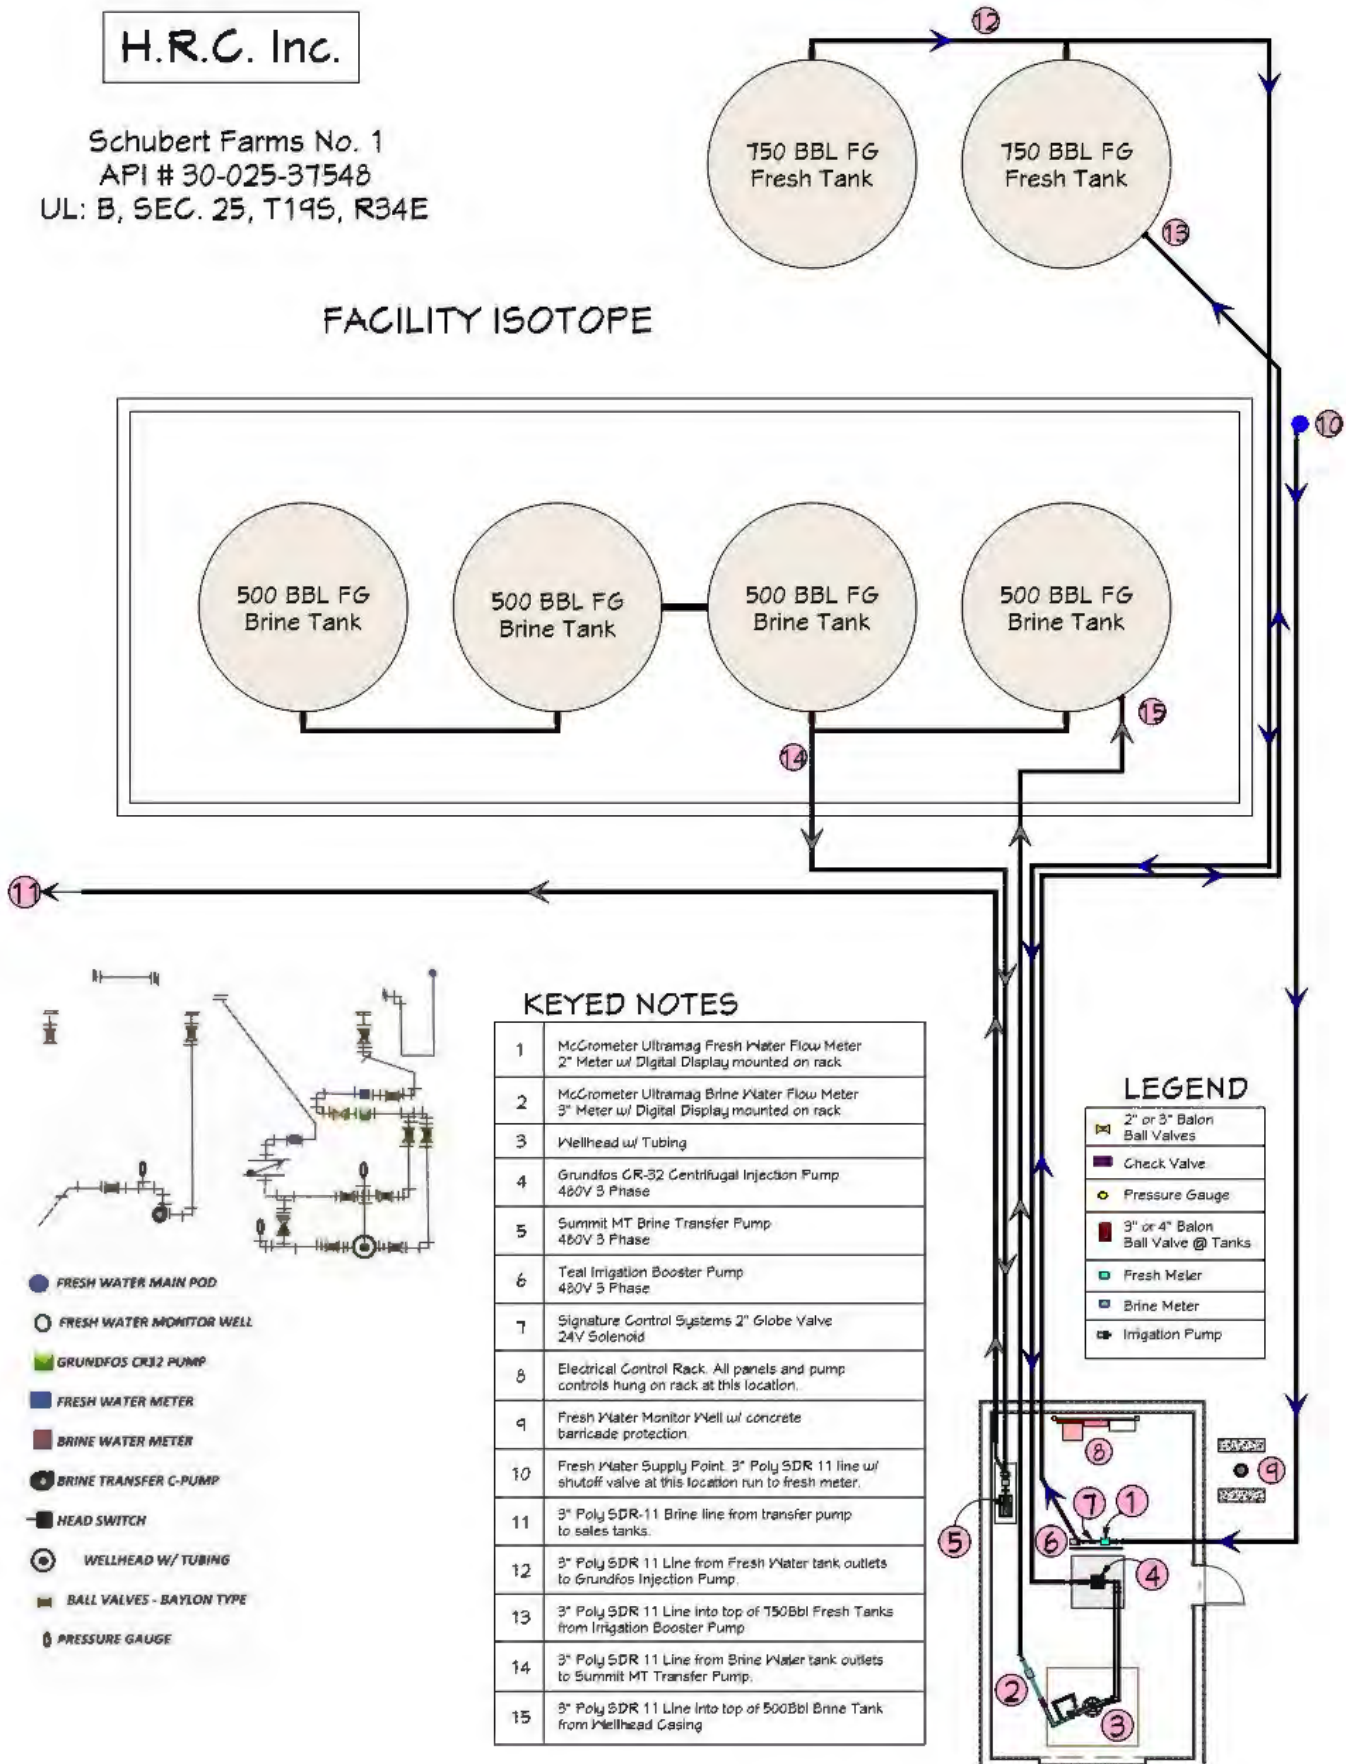 H.R.C. Inc.
Schubert Farms No. 1
API # 30-025-37548
UL: B, SEC. 25, T19S, R34E
FACILITY ISOTOPE
12
750 BBL FG
Fresh Tank
750 BBL FG
Fresh Tank
13
10
500 BBL FG
Brine Tank
500 BBL FG
Brine Tank
500 BBL FG
Brine Tank
500 BBL FG
Brine Tank
15
14
11
KEYED NOTES
1 McCrometer Ultramag Fresh Water Flow Meter
2" Meter w/ Digital Display mounted on rack
2 McCrometer Ultramag Brine Water Flow Meter
3" Meter w/ Digital Display mounted on rack
3 Wellhead w/ Tubing
4 Grundfos CR-32 Centrifugal Injection Pump
480V 3 Phase
5 Summit MT Brine Transfer Pump
480V 3 Phase
6 Teal Irrigation Booster Pump
480V 3 Phase
7 Signature Control Systems 2" Globe Valve
24V Solenoid
8 Electrical Control Rack. All panels and pump
controls hung on rack at this location.
9 Fresh Water Monitor Well w/ concrete
barricade protection.
10 Fresh Water Supply Point. 3" Poly SDR 11 line w/
shutoff valve at this location run to fresh meter.
11 3" Poly SDR-11 Brine line from transfer pump
to sales tanks.
12 3" Poly SDR 11 Line from Fresh Water tank outlets
to Grundfos Injection Pump.
13 3" Poly SDR 11 Line into top of 750Bbl Fresh Tanks
from Irrigation Booster Pump
14 3" Poly SDR 11 Line from Brine Water tank outlets
to Summit MT Transfer Pump.
15 3" Poly SDR 11 Line into top of 500Bbl Brine Tank
from Wellhead Casing
LEGEND
2" or 3" Balon
Ball Valves
Check Valve
Pressure Gauge
3" or 4" Balon
Ball Valve @ Tanks
Fresh Meter
Brine Meter
Irrigation Pump
FRESH WATER MAIN POD
FRESH WATER MONITOR WELL
GRUNDFOS CR32 PUMP
FRESH WATER METER
BRINE WATER METER
BRINE TRANSFER C-PUMP
HEAD SWITCH
WELLHEAD W/ TUBING
BALL VALVES - BAYLON TYPE
PRESSURE GAUGE
8
9
7
1
5
6
4
2
3